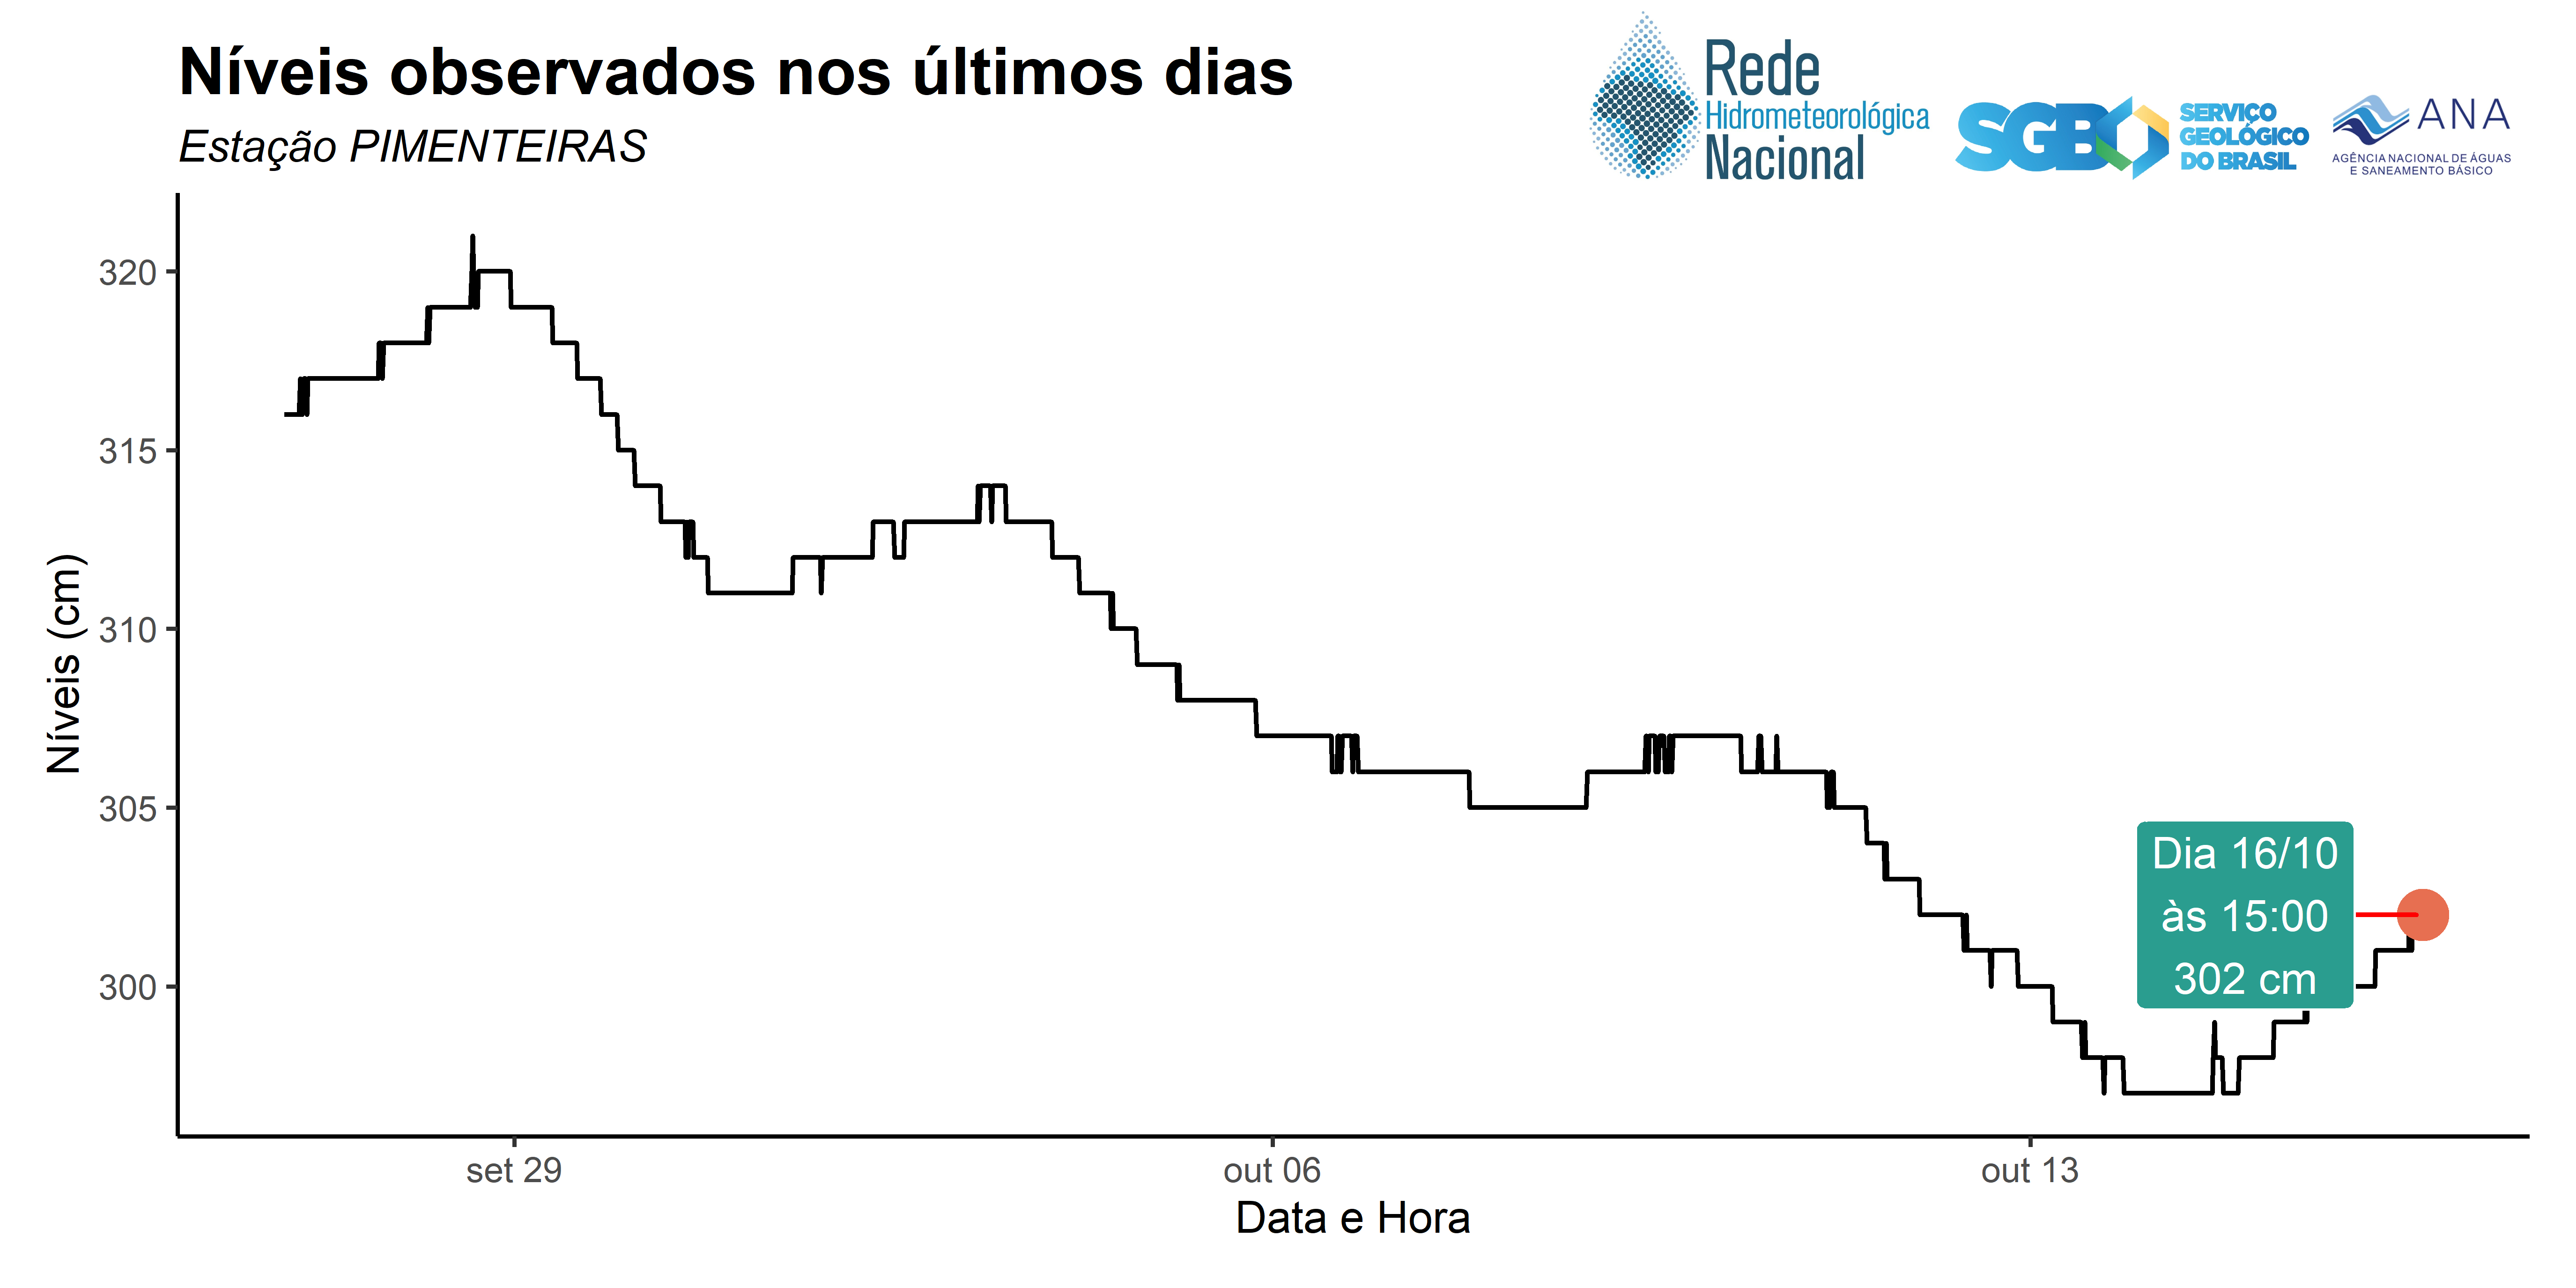 Níveis observados nos últimos dias
Estação PIMENTEIRAS
Rede
Hidrometeorológica
Nacional
SGB
SERVIÇO
GEOLÓGICO
DO BRASIL
ANA
AGÊNCIA NACIONAL DE ÁGUAS
E SANEAMENTO BÁSICO
Níveis (cm)
320
315
310
305
300
Dia 16/10
às 15:00
302 cm
set 29
out 06
out 13
Data e Hora